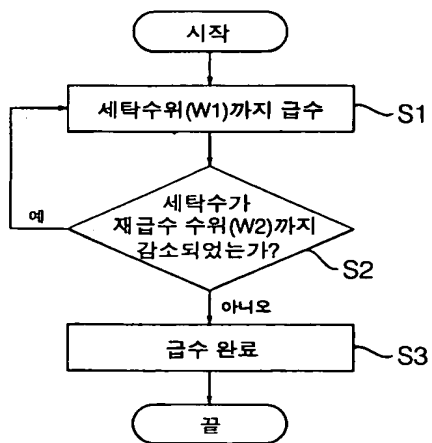 시작
세탁수위(W1)까지 급수
S1
세탁수가
재급수 수위(W2)까지
감소되었는가?
예
S2
아니오
급수 완료
S3
끝